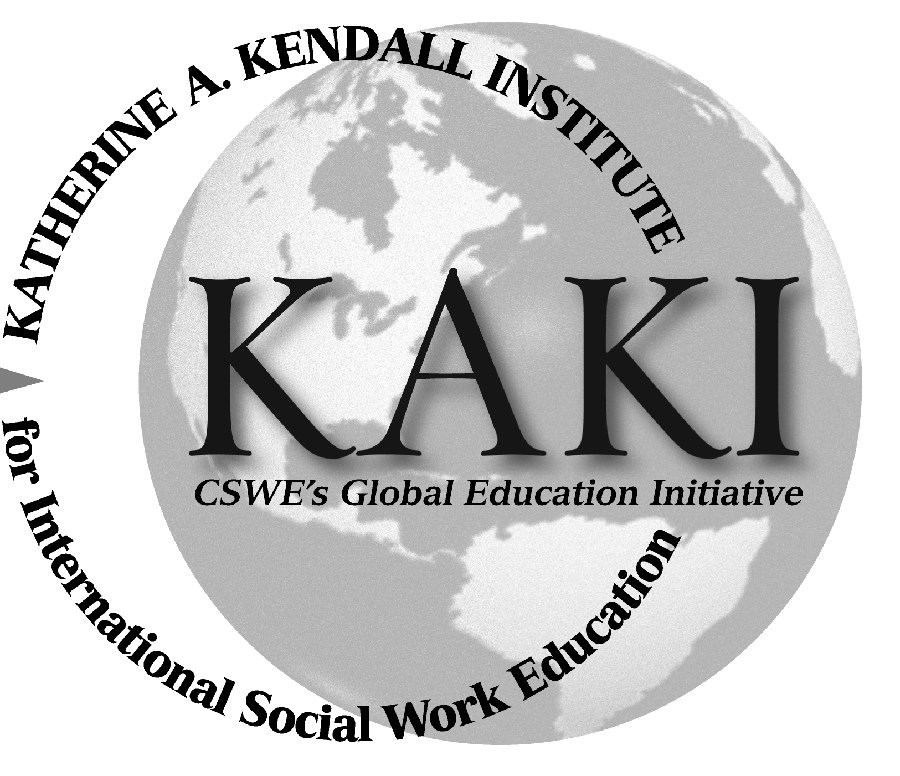 KATHERINE A. KENDALL INSTITUTE
KAKI
CSWE's Global Education Initiative
for International Social Work Education